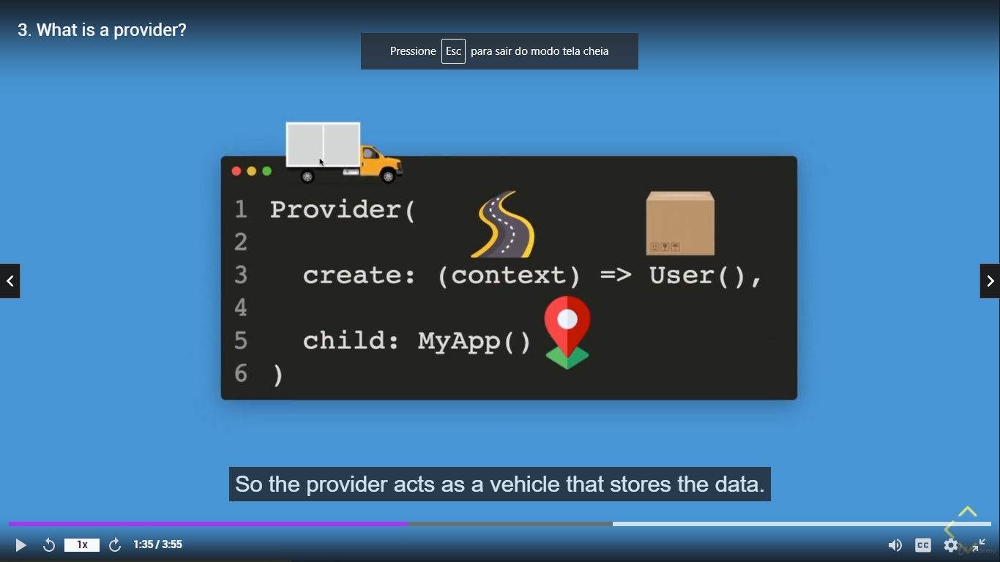 3. What is a provider?
Pressione Esc para sair do modo tela cheia
1 Provider(
2
3 create: (context) => User(),
4
5 child: MyApp()
6 )
So the provider acts as a vehicle that stores the data.
1x 1:35 / 3:55 CC